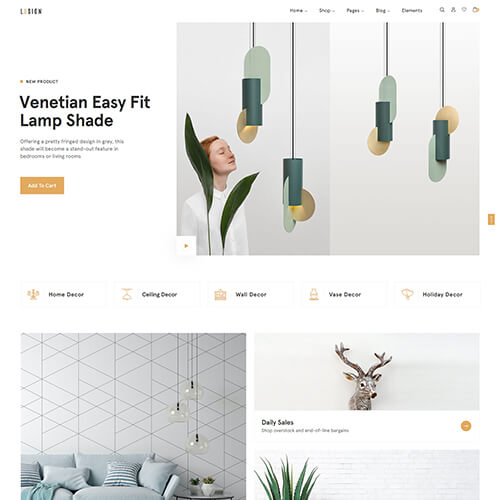 LOSION
Home Shop Pages Blog Elements
NEW PRODUCT
Venetian Easy Fit
Lamp Shade
Offering a pretty fringed design in grey, this
shade will become a stand-out feature in
bedrooms or living rooms
Add To Cart
Home Decor
Ceiling Decor
Wall Decor
Vase Decor
Holiday Decor
Daily Sales
Shop overstock and end-of-line bargains